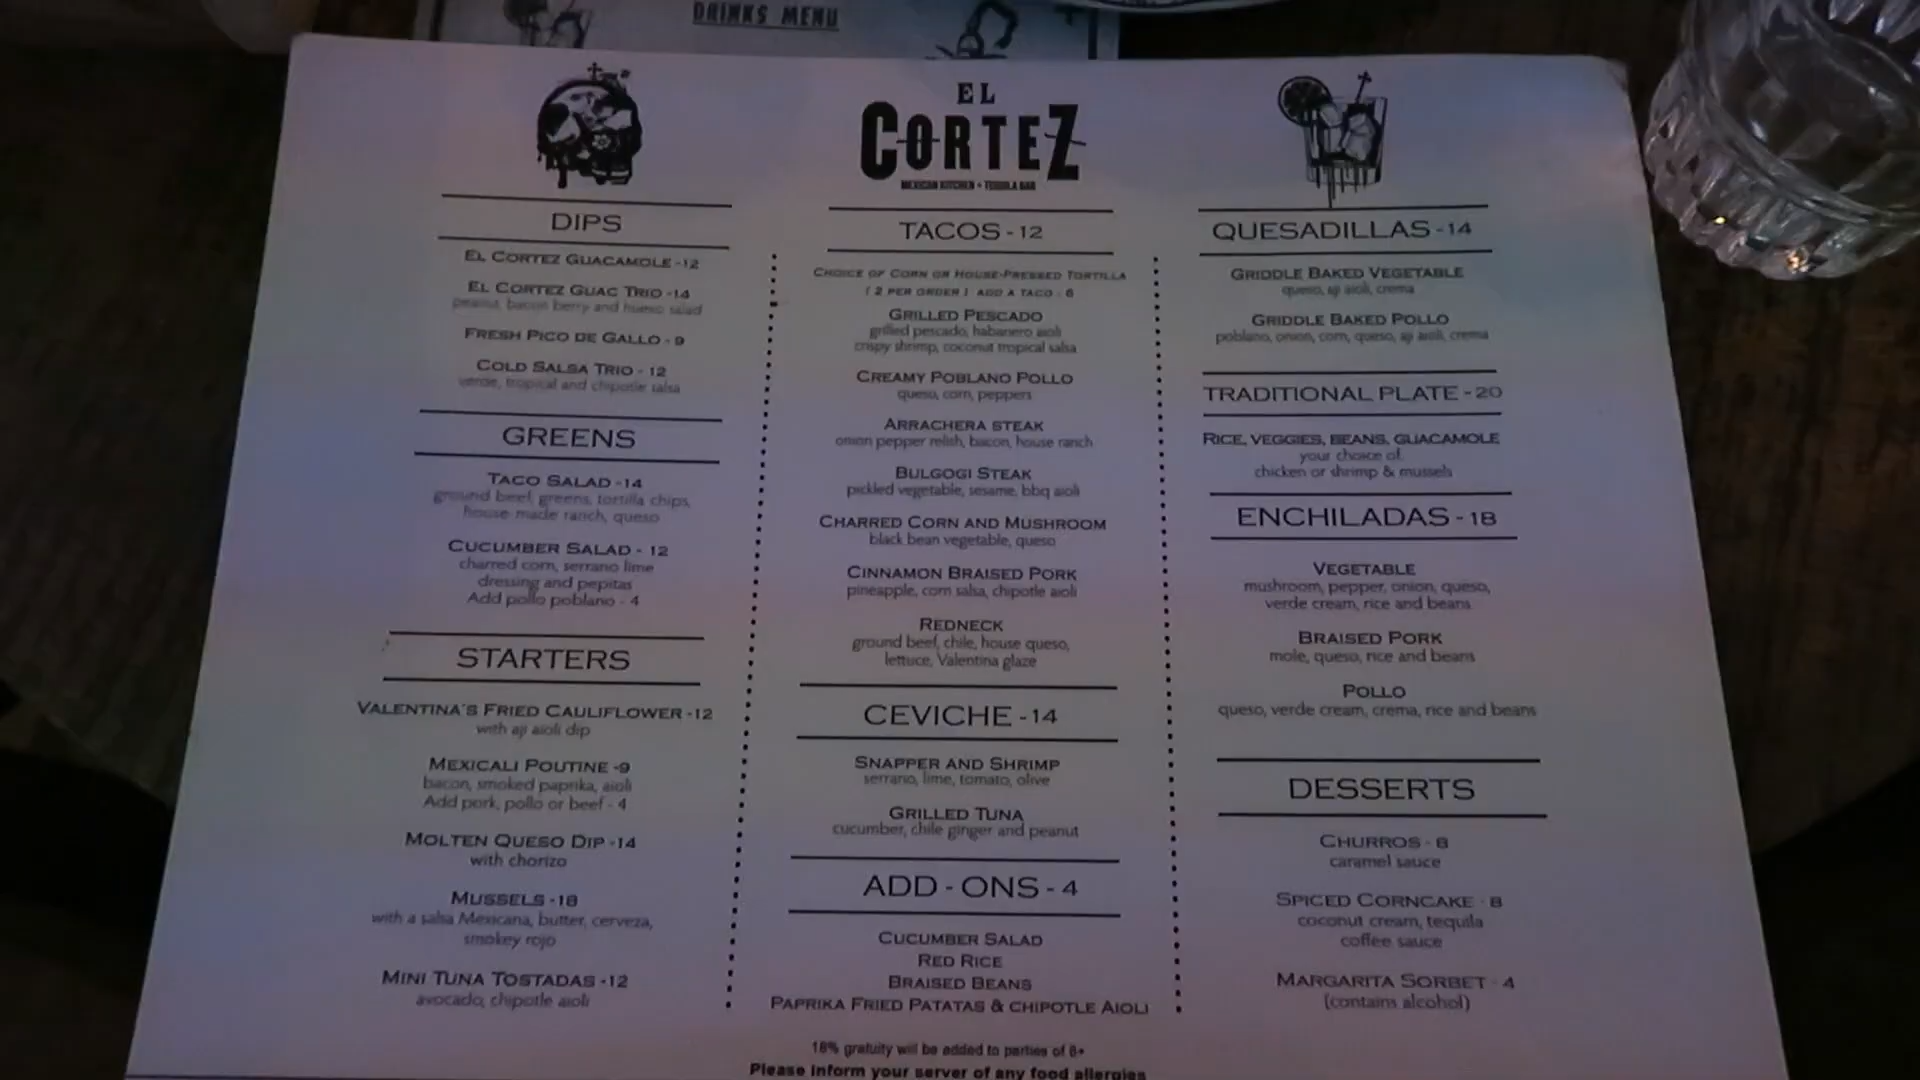 DRINKS MENU
EL
CORTEZ
MEXICAN KITCHEN + TEQUILA BAR
DIPS
EL CORTEZ GUACAMOLE -12
EL CORTEZ GUAC TRIO -14
peanut, bacon berry and hueso salad
FRESH PICO DE GALLO - 9
COLD SALSA TRIO - 12
verde, tropical and chipotle salsa
GREENS
TACO SALAD -14
ground beef, greens, tortilla chips,
house made ranch, queso
CUCUMBER SALAD - 12
charred corn, serrano lime
dressing and pepitas
Add pollo poblano - 4
STARTERS
VALENTINA'S FRIED CAULIFLOWER -12
with aji aioli dip
MEXICALI POUTINE -9
bacon, smoked paprika, aioli
Add pork, pollo or beef - 4
MOLTEN QUESO DIP -14
with chorizo
MUSSELS -18
with a salsa Mexicana, butter, cerveza,
smokey rojo
MINI TUNA TOSTADAS -12
avocado, chipotle aioli
TACOS - 12
CHOICE OF CORN OR HOUSE-PRESSED TORTILLA
( 2 PER ORDER ) ADD A TACO - 6
GRILLED PESCADO
grilled pescado, habanero aioli
crispy shrimp, coconut tropical salsa
CREAMY POBLANO POLLO
queso, corn, peppers
ARRACHERA STEAK
onion pepper relish, bacon, house ranch
BULGOGI STEAK
pickled vegetable, sesame, bbq aioli
CHARRED CORN AND MUSHROOM
black bean vegetable, queso
CINNAMON BRAISED PORK
pineapple, corn salsa, chipotle aioli
REDNECK
ground beef, chile, house queso,
lettuce, Valentina glaze
CEVICHE -14
SNAPPER AND SHRIMP
serrano, lime, tomato, olive
GRILLED TUNA
cucumber, chile ginger and peanut
ADD - ONS - 4
CUCUMBER SALAD
RED RICE
BRAISED BEANS
PAPRIKA FRIED PATATAS & CHIPOTLE AIOLI
QUESADILLAS -14
GRIDDLE BAKED VEGETABLE
queso, aji aioli, crema
GRIDDLE BAKED POLLO
poblano, onion, corn, queso, aji aioli, crema
TRADITIONAL PLATE - 20
RICE, VEGGIES, BEANS, GUACAMOLE
your choice of:
chicken or shrimp & mussels
ENCHILADAS - 18
VEGETABLE
mushroom, pepper, onion, queso,
verde cream, rice and beans
BRAISED PORK
mole, queso, rice and beans
POLLO
queso, verde cream, crema, rice and beans
DESSERTS
CHURROS - 8
caramel sauce
SPICED CORNCAKE - 8
coconut cream, tequila
coffee sauce
MARGARITA SORBET - 4
(contains alcohol)
18% gratuity will be added to parties of 6+
Please inform your server of any food allergies